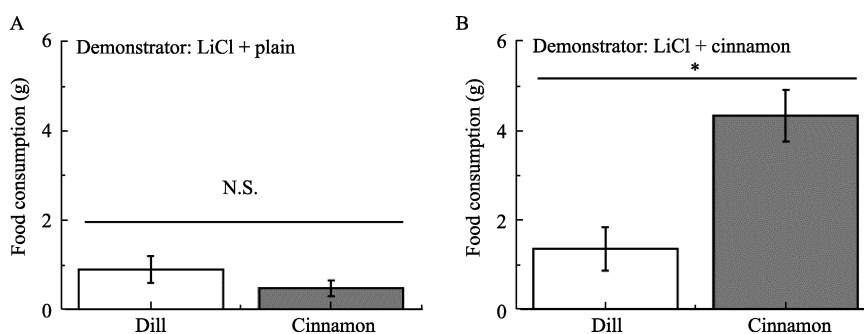 A
Demonstrator: LiCl + plain
Food consumption (g)
6
4
2
0
N.S.
Dill
Cinnamon
B
Demonstrator: LiCl + cinnamon
*
Food consumption (g)
6
4
2
0
Dill
Cinnamon